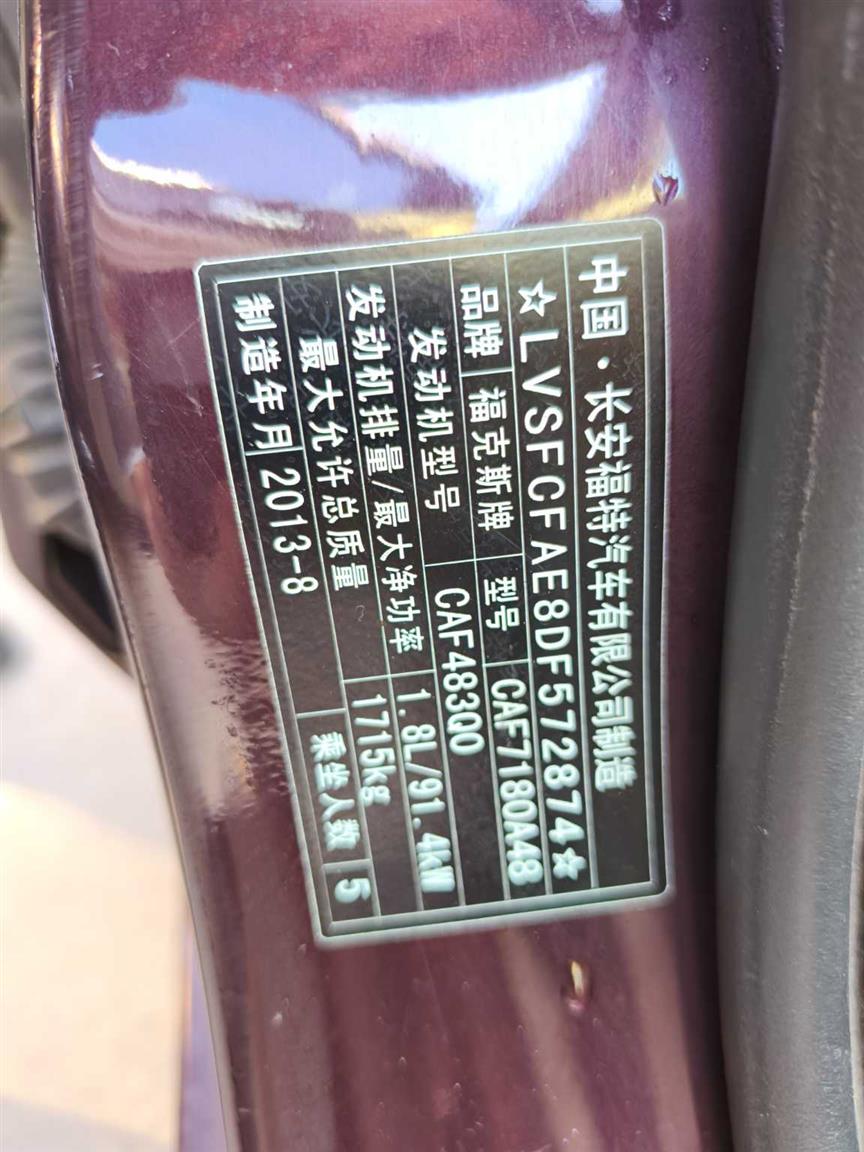 中国·长安福特汽车有限公司制造
☆LVSFCFAE8DF572874☆
品牌 福克斯牌 型号 CAF7180A48
发动机型号 CAF483Q0
发动机排量/最大净功率 1.8L/91.4kW
最大允许总质量 1715kg
制造年月 2013-8 乘坐人数 5